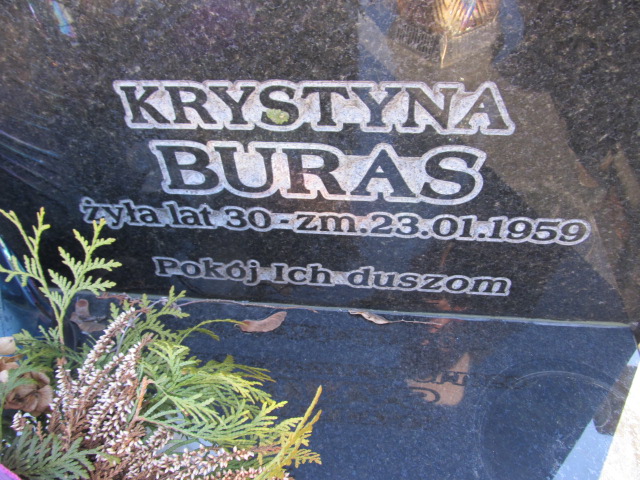 KRYSTYNA
BURAS
żyła lat 30 - zm. 23.01.1959
Pokój Ich duszom